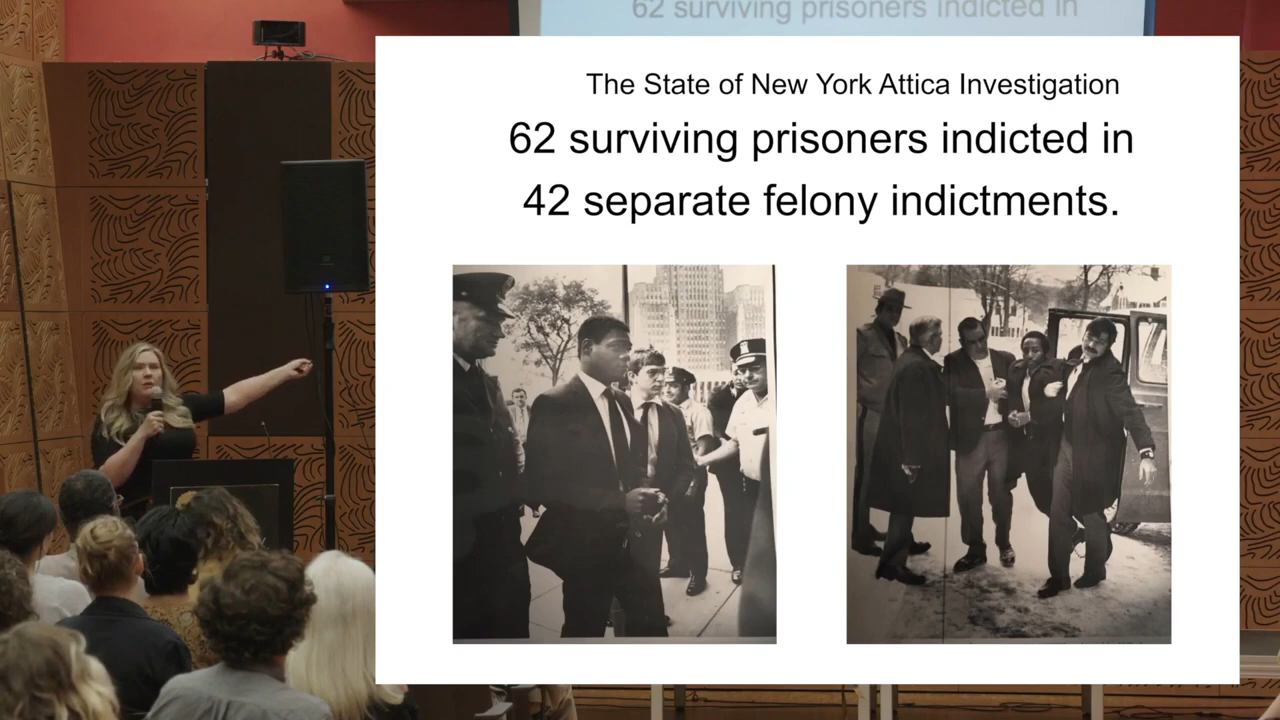 62 surviving prisoners indicted in
The State of New York Attica Investigation
62 surviving prisoners indicted in
42 separate felony indictments.